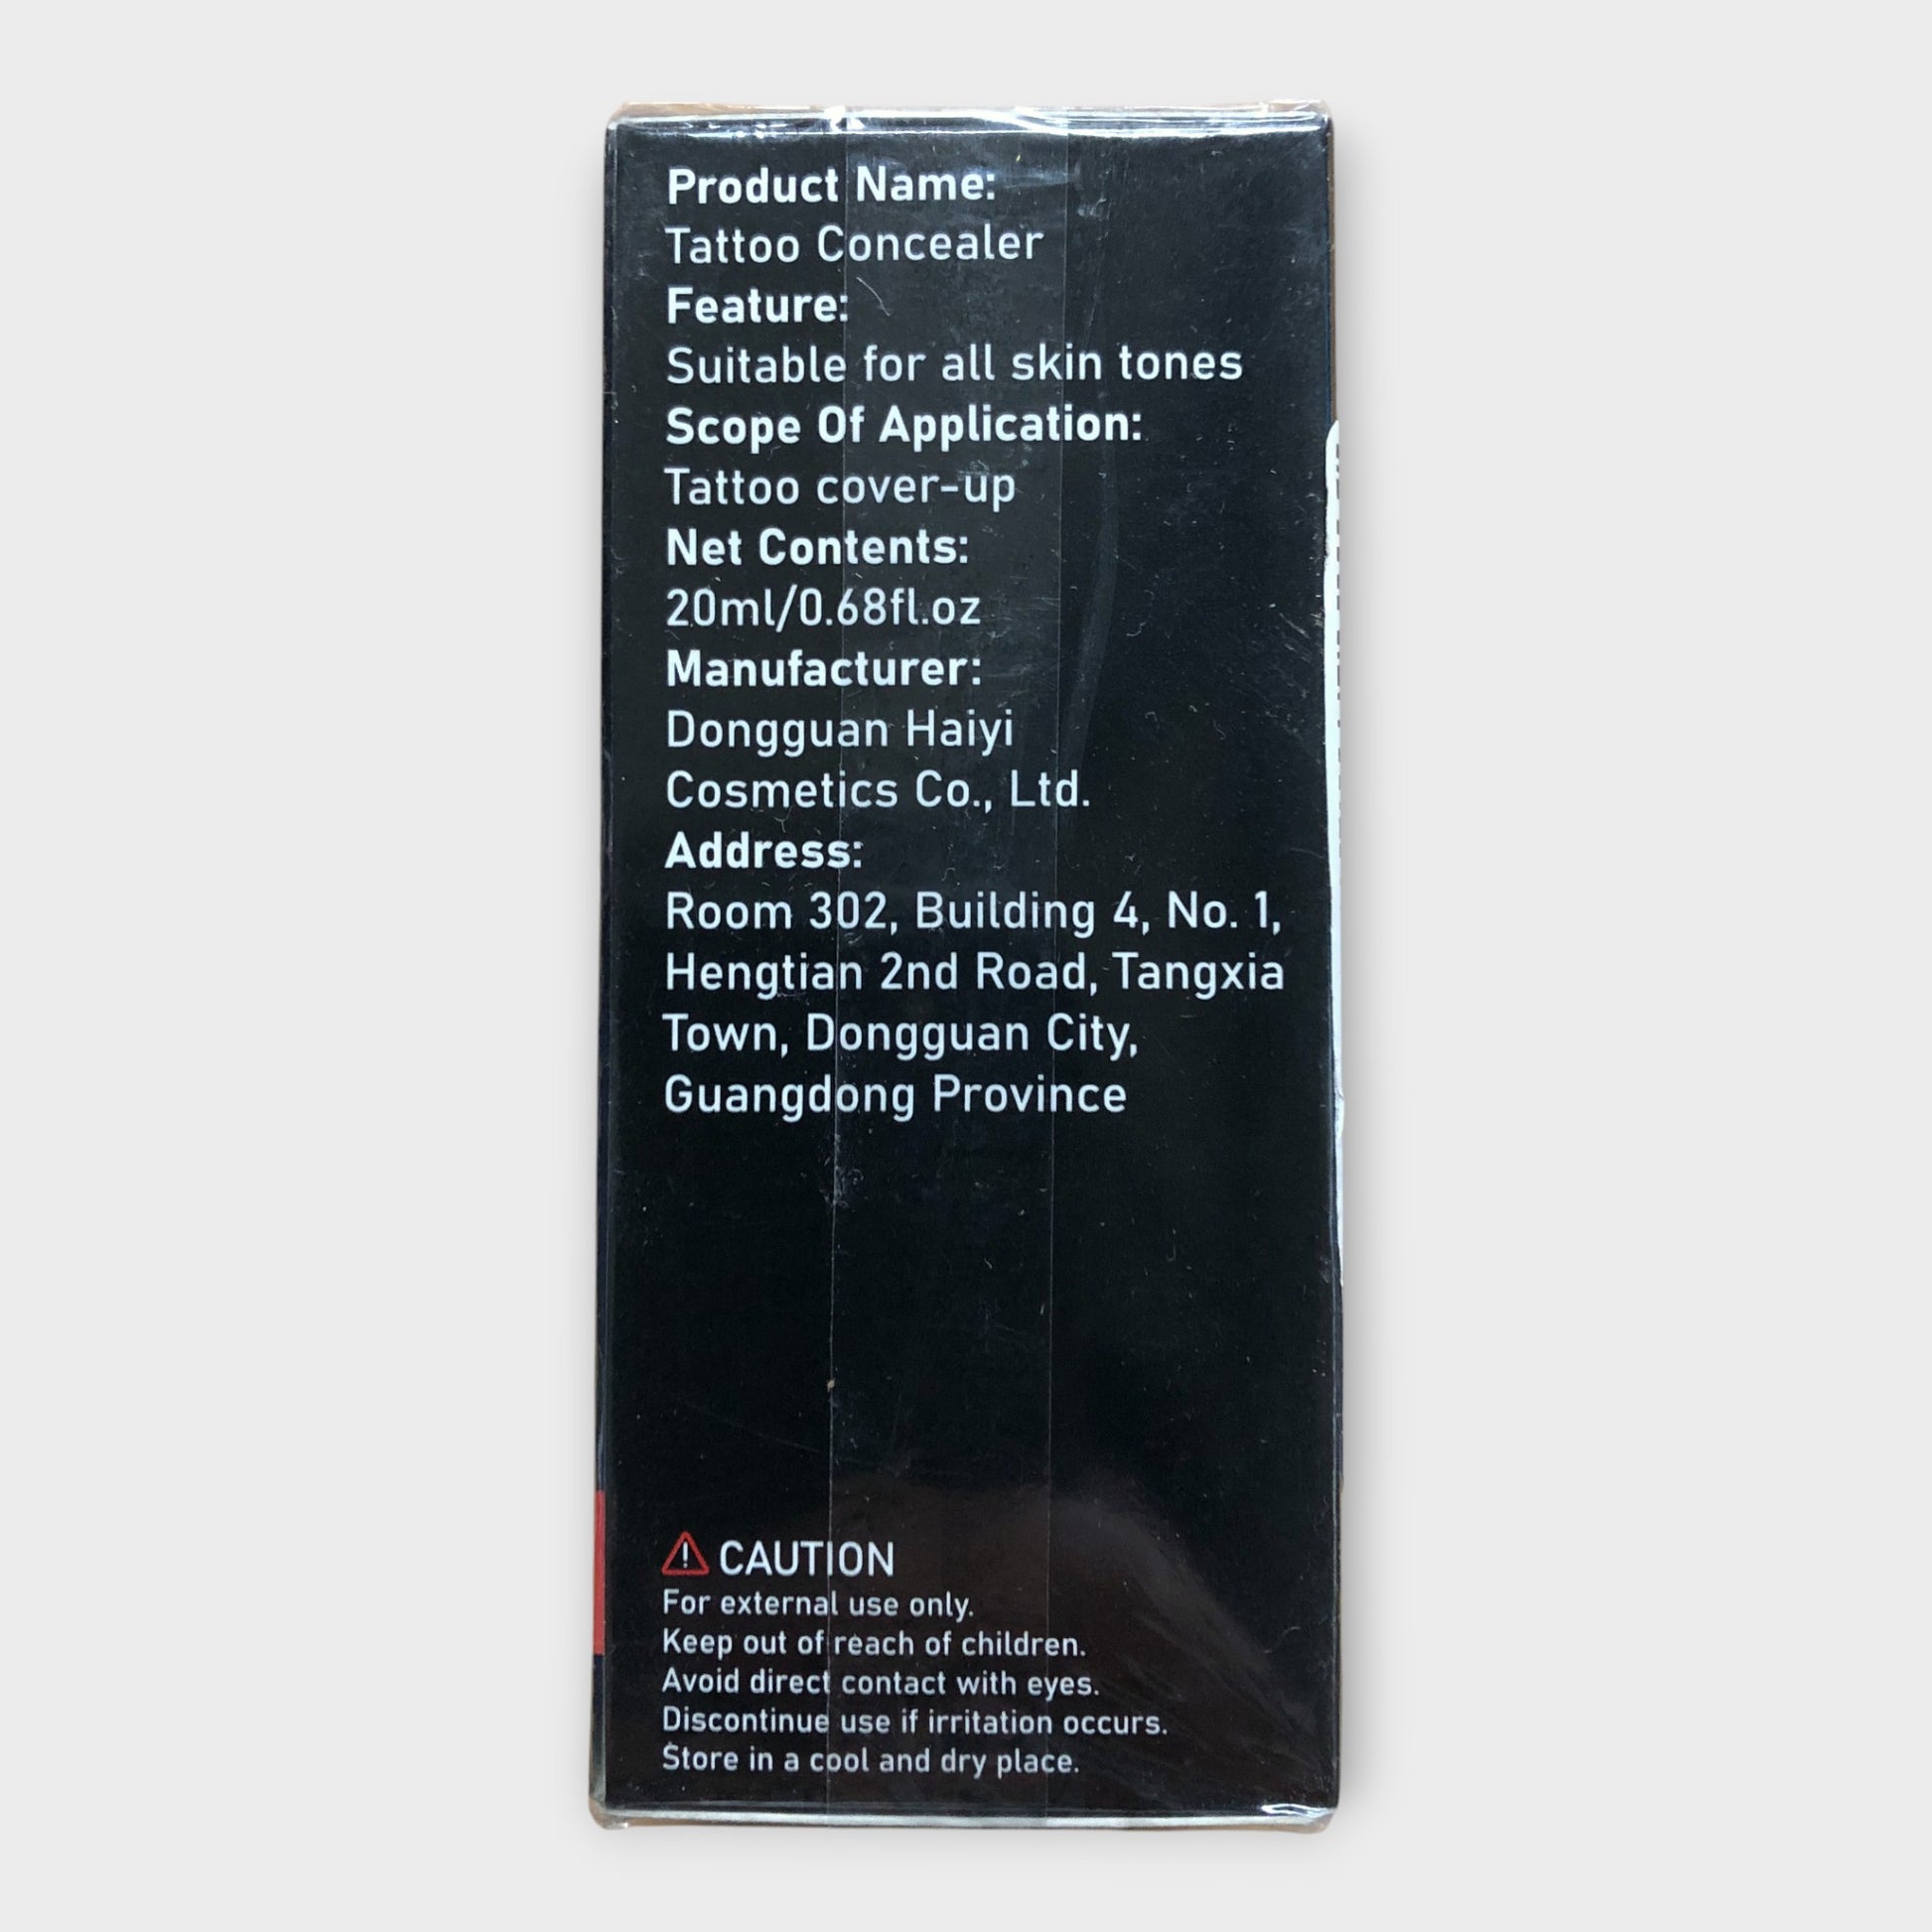 Product Name:
Tattoo Concealer
Feature:
Suitable for all skin tones
Scope Of Application:
Tattoo cover-up
Net Contents:
20ml/0.68fl.oz
Manufacturer:
Dongguan Haiyi
Cosmetics Co., Ltd.
Address:
Room 302, Building 4, No. 1,
Hengtian 2nd Road, Tangxia
Town, Dongguan City,
Guangdong Province
CAUTION
For external use only.
Keep out of reach of children.
Avoid direct contact with eyes.
Discontinue use if irritation occurs.
Store in a cool and dry place.